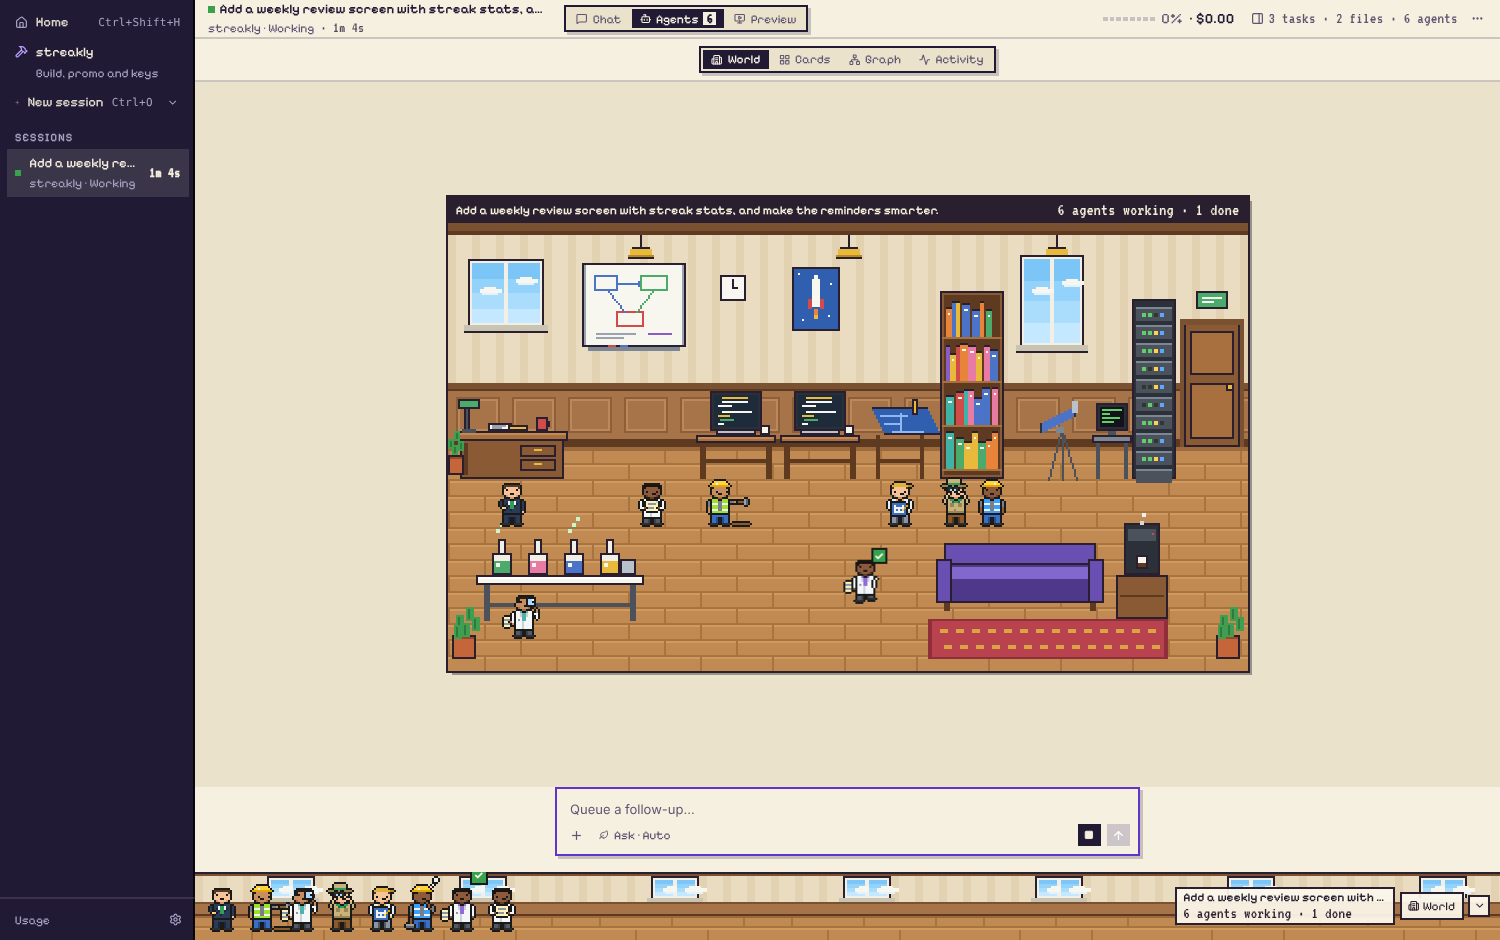 Home Ctrl+Shift+H
streakly
Build, promo and keys
New session Ctrl+O
SESSIONS
Add a weekly re...
streakly · Working
1m 4s
Usage
Add a weekly review screen with streak stats, a...
streakly · Working · 1m 4s
Chat
Agents 6
Preview
0% · $0.00
3 tasks · 2 files · 6 agents
World
Cards
Graph
Activity
Add a weekly review screen with streak stats, and make the reminders smarter.
6 agents working · 1 done
Queue a follow-up...
Ask · Auto
Add a weekly review screen with ...
6 agents working · 1 done
World